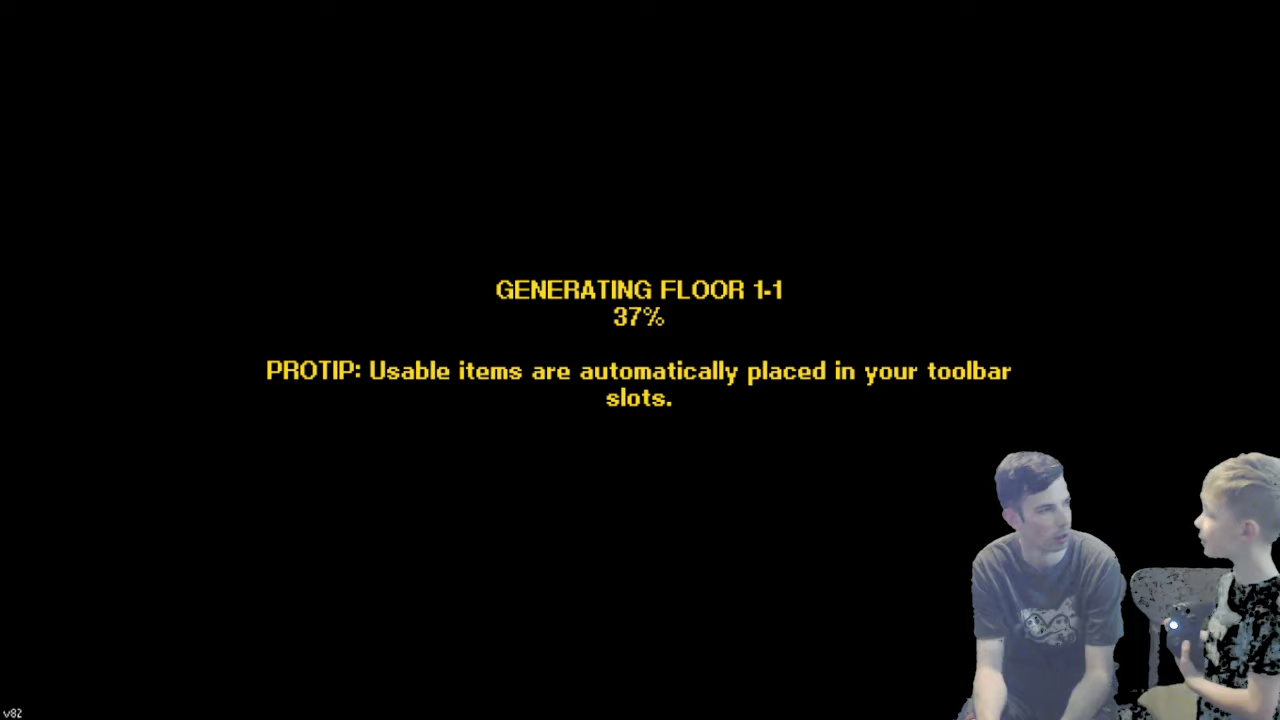 GENERATING FLOOR 1-1
37%
PROTIP: Usable items are automatically placed in your toolbar
slots.
v82